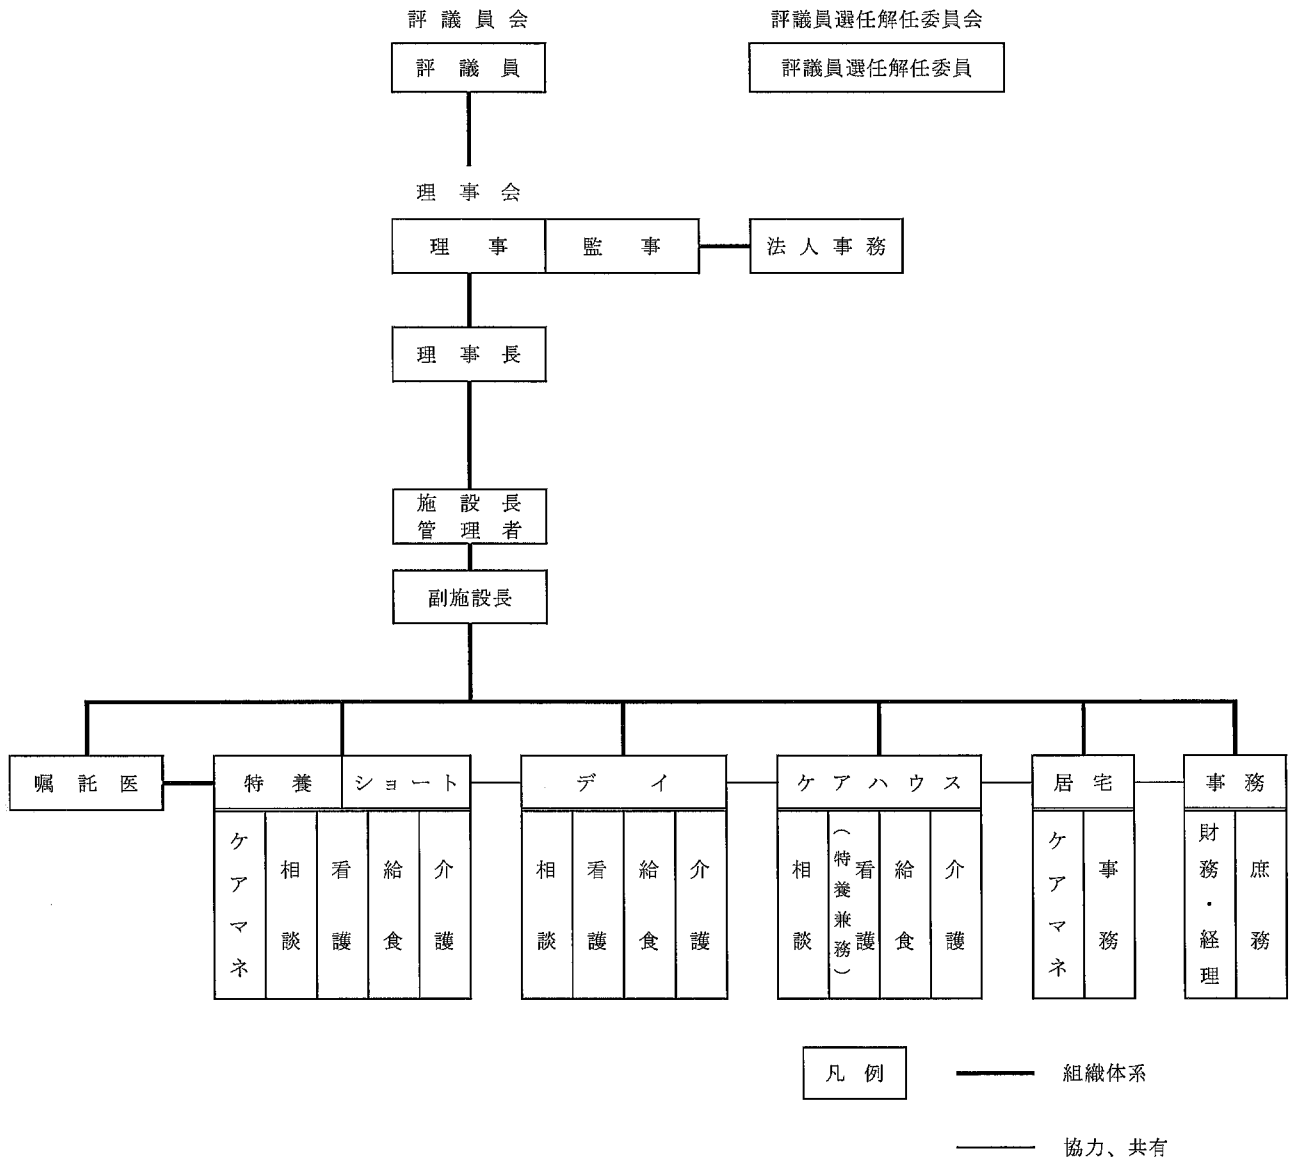 評議員会
評議員選任解任委員会
評議員
評議員選任解任委員
理事会
理事
監事
法人事務
理事長
施設長
管理者
副施設長
嘱託医
特養
ショート
デイ
ケアハウス
居宅
事務
ケアマネ
相談
看護
給食
介護
相談
看護
給食
介護
相談
看護
(特養兼務)
給食
介護
ケアマネ
事務
財務・経理
庶務
凡例
組織体系
協力、共有